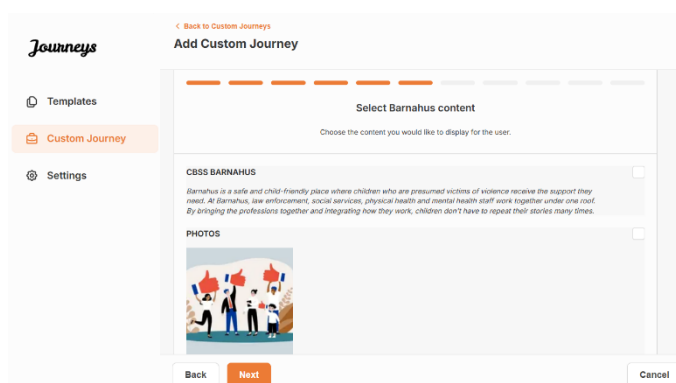 Journeys
Templates
Custom Journey
Settings
< Back to Custom Journeys
Add Custom Journey
Select Barnahus content
Choose the content you would like to display for the user.
CBSS BARNAHUS
Barnahus is a safe and child-friendly place where children who are presumed victims of violence receive the support they
need. At Barnahus, law enforcement, social services, physical health and mental health staff work together under one roof.
By bringing the professions together and integrating how they work, children don't have to repeat their stories many times.
PHOTOS
Back
Next
Cancel